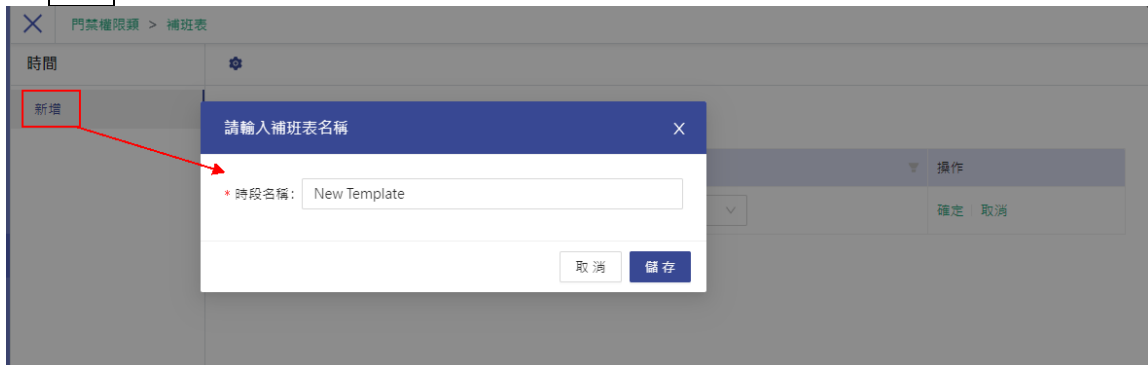 門禁權限類 > 補班表
時間
新增
請輸入補班表名稱 X
* 時段名稱: New Template
取消 儲存
操作
確定 取消